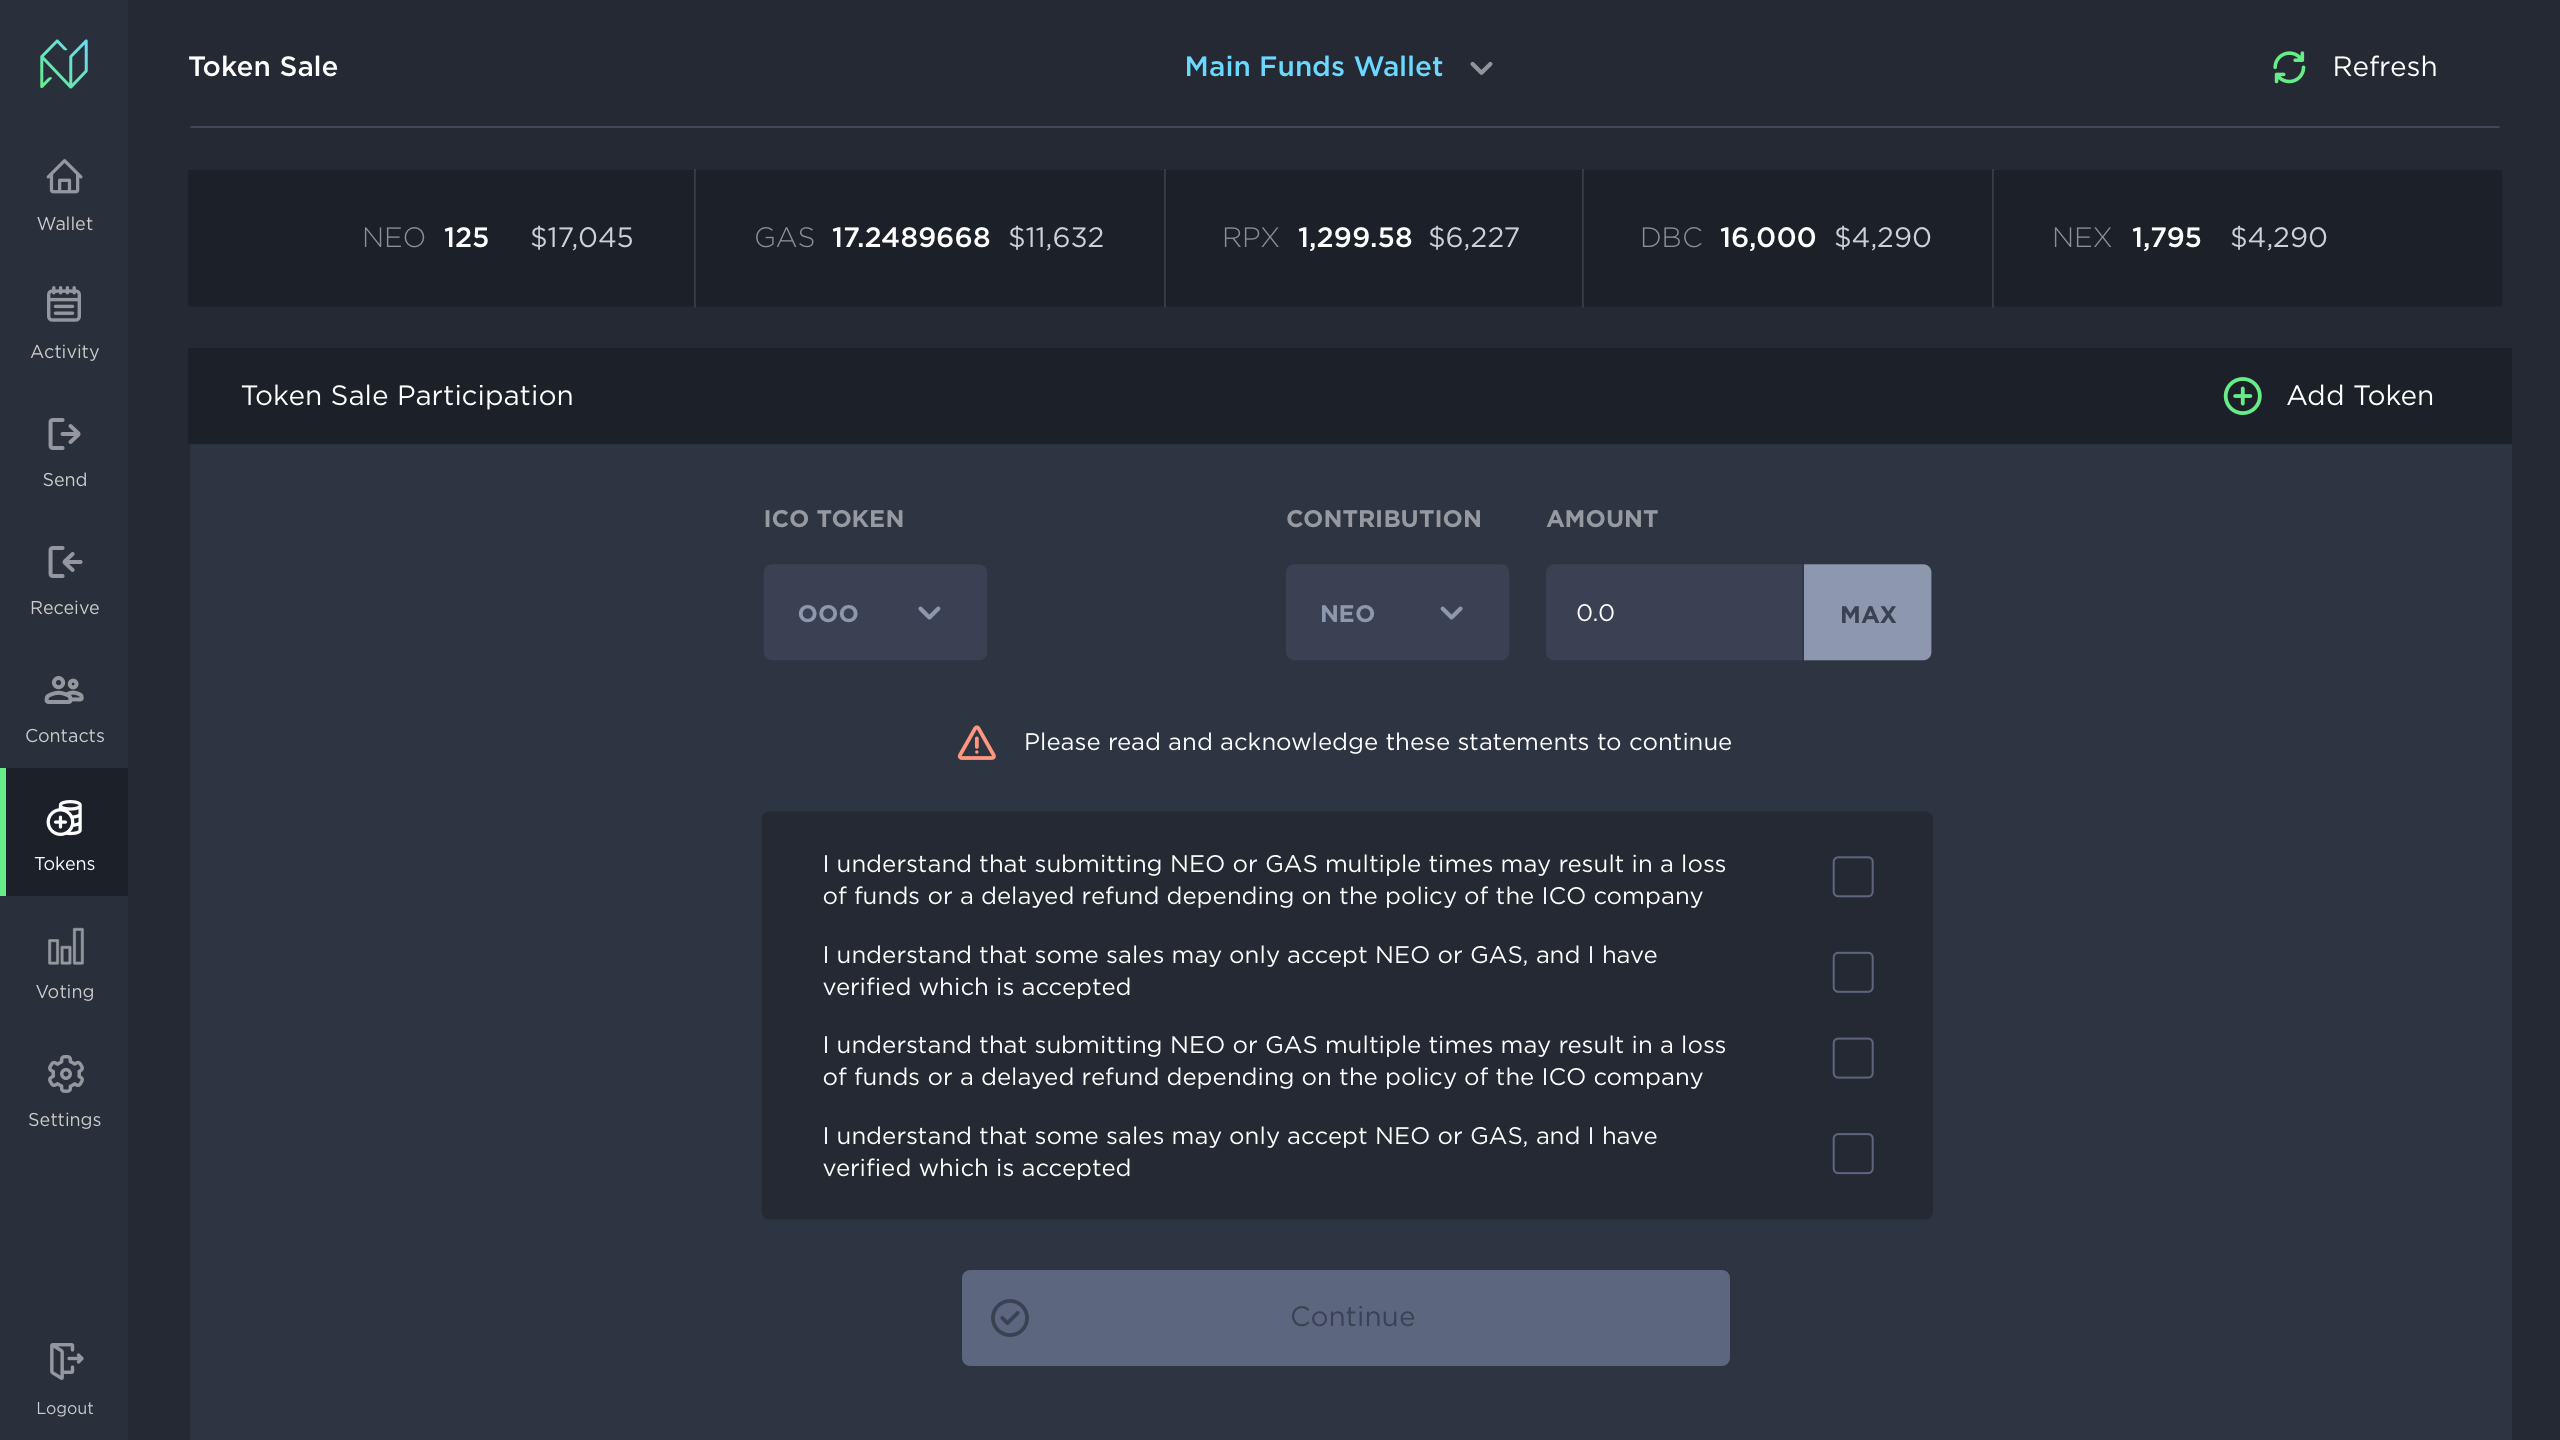 Token Sale
Main Funds Wallet
Refresh
Wallet
Activity
Send
Receive
Contacts
Tokens
Voting
Settings
Logout
NEO 125 $17,045
GAS 17.2489668 $11,632
RPX 1,299.58 $6,227
DBC 16,000 $4,290
NEX 1,795 $4,290
Token Sale Participation
Add Token
ICO TOKEN
CONTRIBUTION
AMOUNT
OOO
NEO
0.0
MAX
Please read and acknowledge these statements to continue
I understand that submitting NEO or GAS multiple times may result in a loss
of funds or a delayed refund depending on the policy of the ICO company
I understand that some sales may only accept NEO or GAS, and I have
verified which is accepted
I understand that submitting NEO or GAS multiple times may result in a loss
of funds or a delayed refund depending on the policy of the ICO company
I understand that some sales may only accept NEO or GAS, and I have
verified which is accepted
Continue